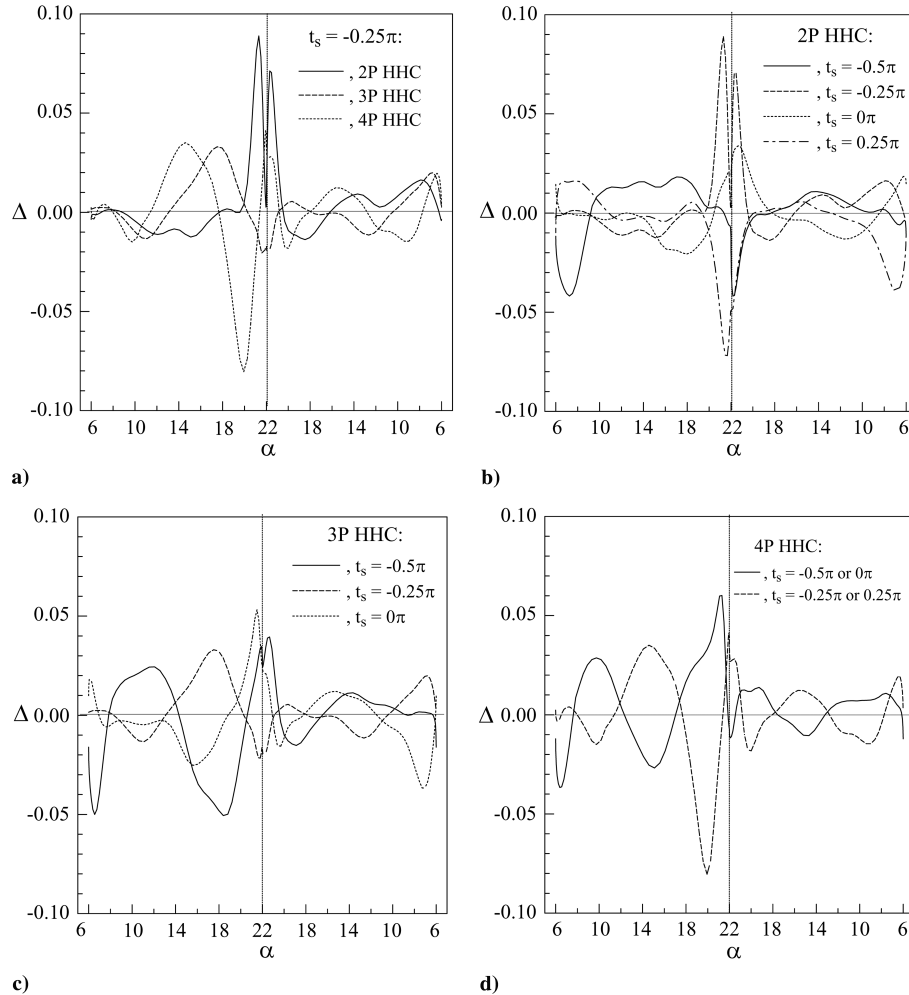 0.10
0.05
0.00
-0.05
-0.10
Δ
t_s = -0.25π:
, 2P HHC
, 3P HHC
, 4P HHC
6 10 14 18 22 18 14 10 6
α
a)
0.10
0.05
0.00
-0.05
-0.10
Δ
2P HHC:
, t_s = -0.5π
, t_s = -0.25π
, t_s = 0π
, t_s = 0.25π
6 10 14 18 22 18 14 10 6
α
b)
0.10
0.05
0.00
-0.05
-0.10
Δ
3P HHC:
, t_s = -0.5π
, t_s = -0.25π
, t_s = 0π
6 10 14 18 22 18 14 10 6
α
c)
0.10
0.05
0.00
-0.05
-0.10
Δ
4P HHC:
, t_s = -0.5π or 0π
, t_s = -0.25π or 0.25π
6 10 14 18 22 18 14 10 6
α
d)